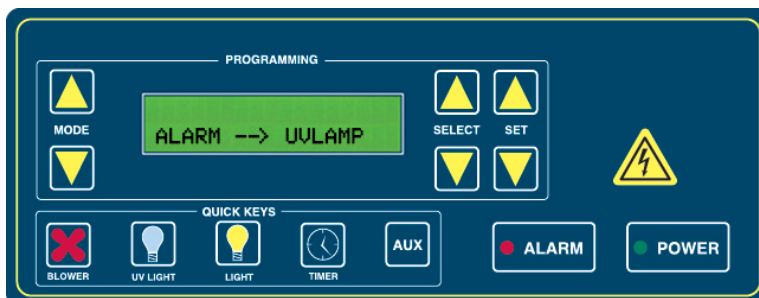 PROGRAMMING
MODE
ALARM --> UVLAMP
SELECT
SET
QUICK KEYS
BLOWER
UV LIGHT
LIGHT
TIMER
AUX
ALARM
POWER